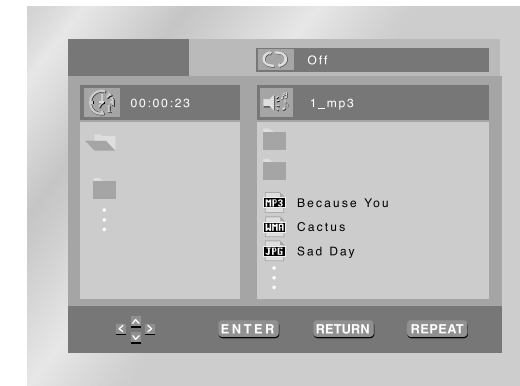 Off
00:00:23
1_mp3
MP3 Because You
WMA Cactus
JPG Sad Day
ENTER RETURN REPEAT